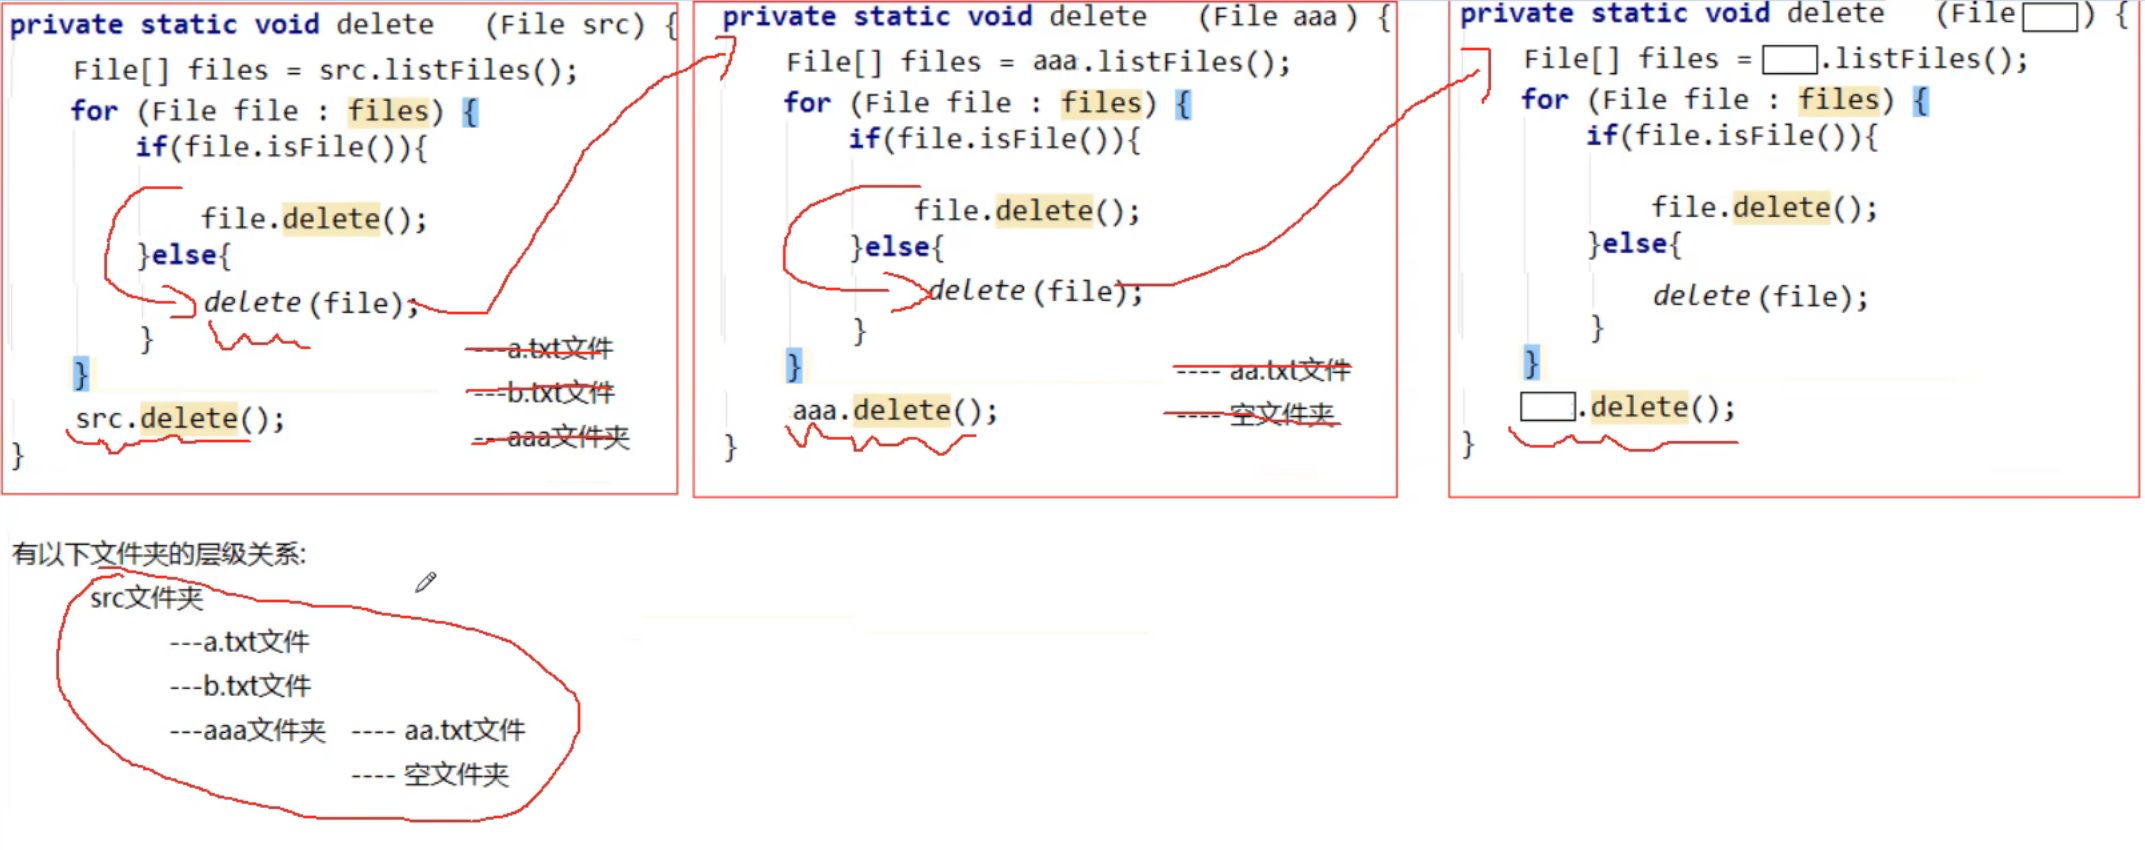 private static void delete (File src) {
File[] files = src.listFiles();
for (File file : files) {
if(file.isFile()){
file.delete();
}else{
delete(file);
}
}
src.delete();
}
---a.txt文件
---b.txt文件
---aaa文件夹
private static void delete (File aaa) {
File[] files = aaa.listFiles();
for (File file : files) {
if(file.isFile()){
file.delete();
}else{
delete(file);
}
}
aaa.delete();
}
---- aa.txt文件
---- 空文件夹
private static void delete (File ) {
File[] files = .listFiles();
for (File file : files) {
if(file.isFile()){
file.delete();
}else{
delete(file);
}
}
.delete();
}
有以下文件夹的层级关系:
src文件夹
---a.txt文件
---b.txt文件
---aaa文件夹 ---- aa.txt文件
---- 空文件夹